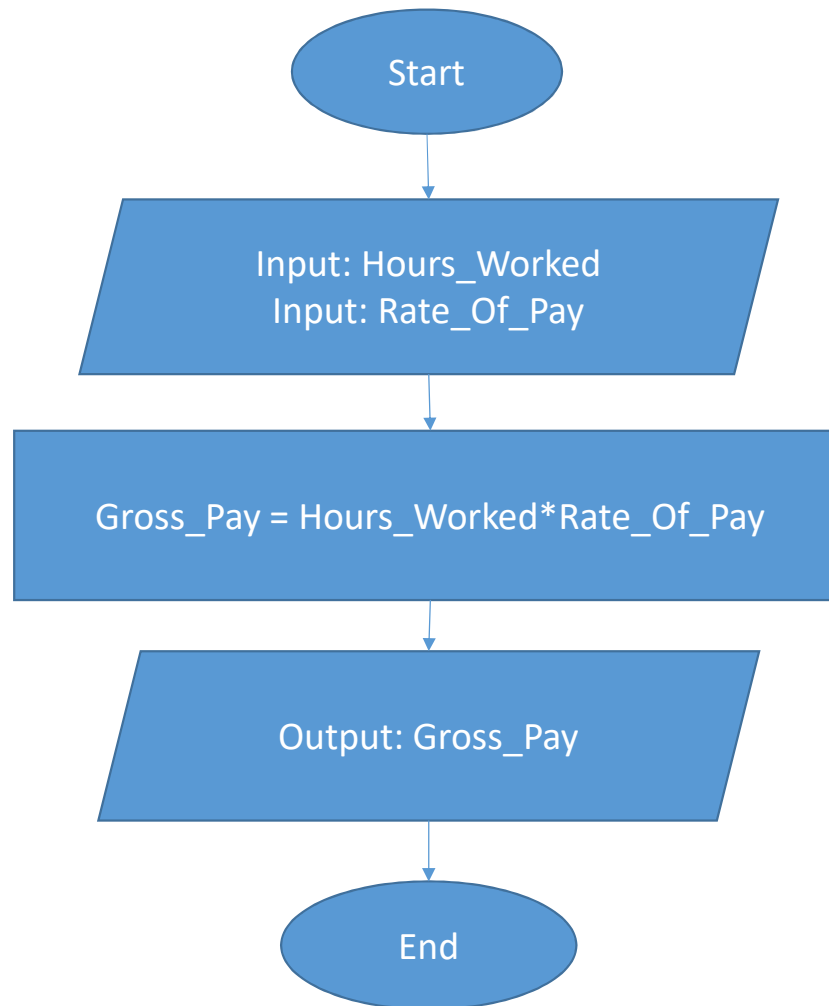 Start
Input: Hours_Worked
Input: Rate_Of_Pay
Gross_Pay = Hours_Worked*Rate_Of_Pay
Output: Gross_Pay
End